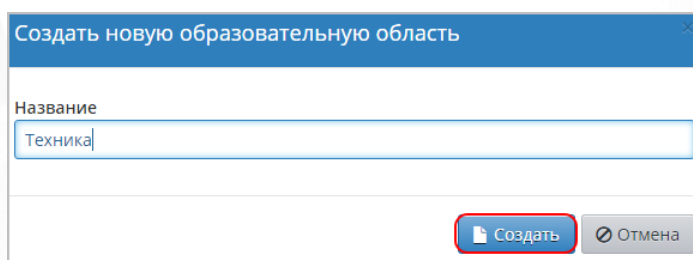 Создать новую образовательную область
Название
Техника
Создать
Отмена